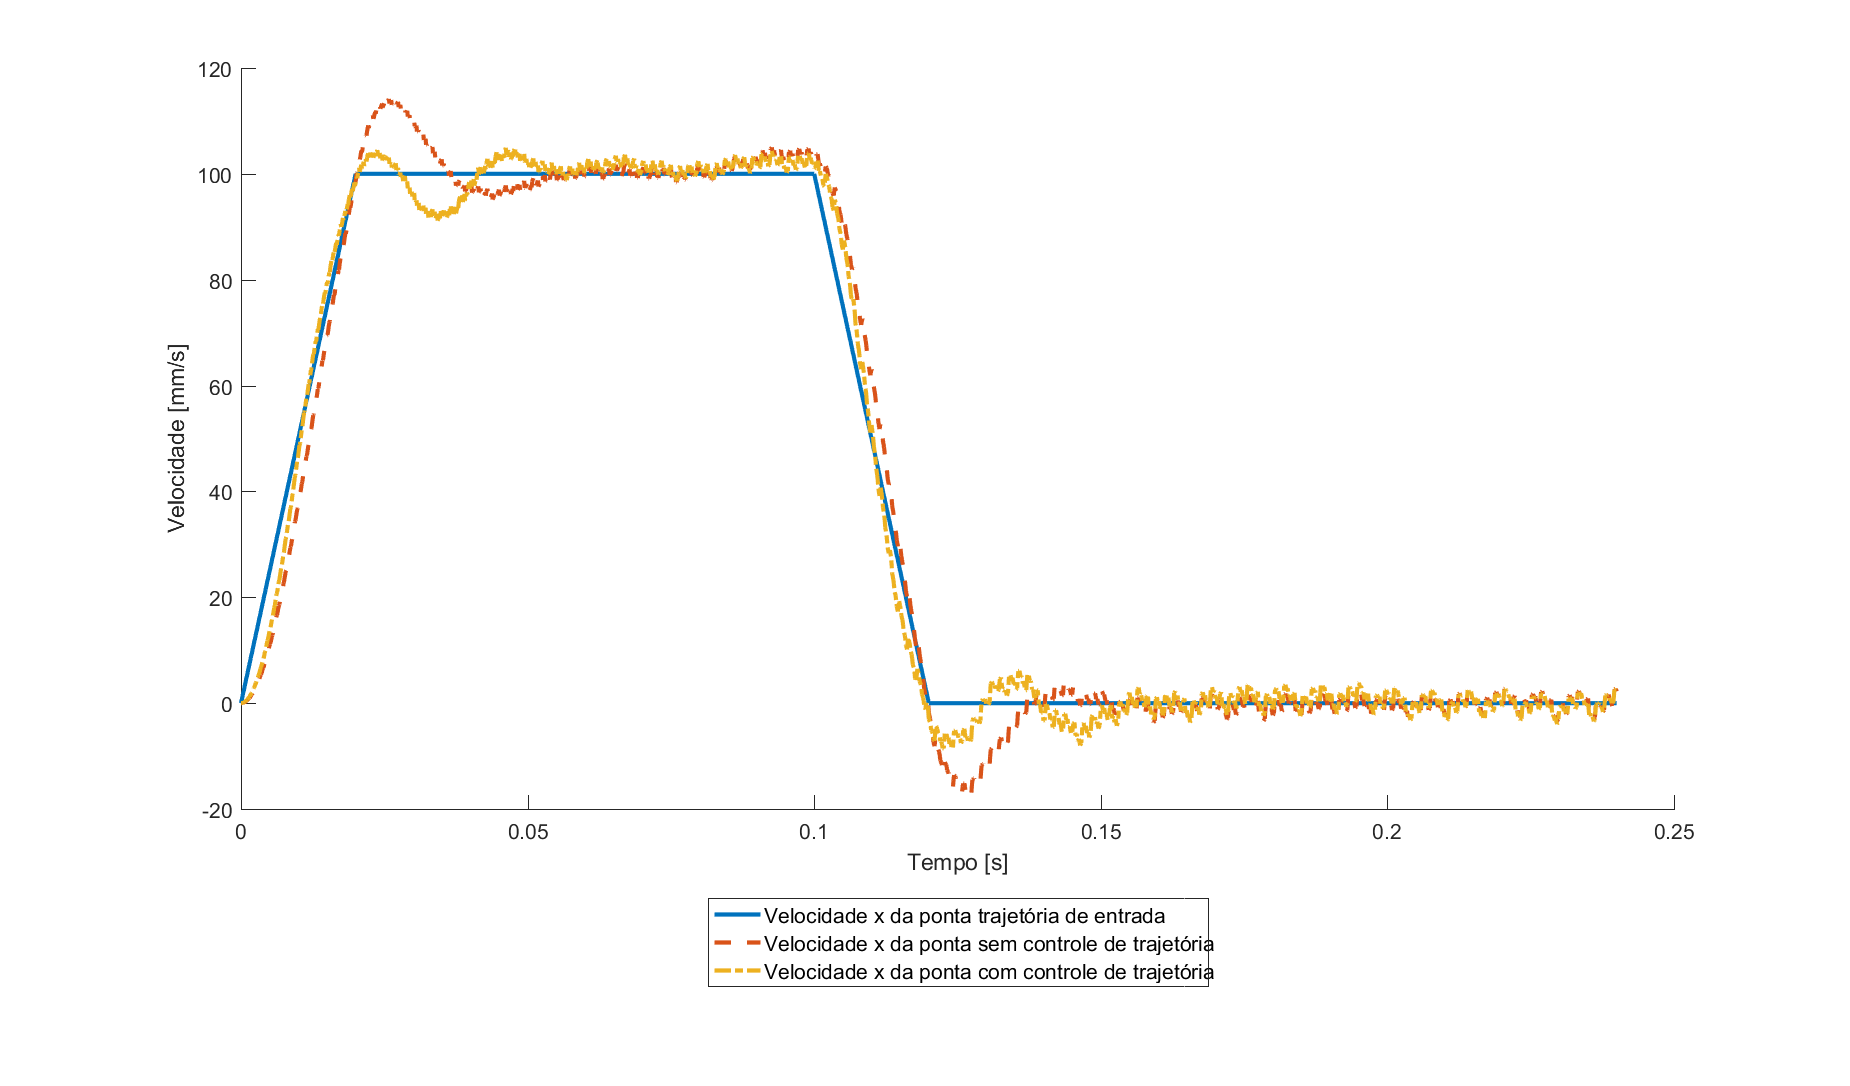 120
100
80
60
40
20
0
-20
Velocidade [mm/s]
0
0.05
0.1
0.15
0.2
0.25
Tempo [s]
Velocidade x da ponta trajetória de entrada
Velocidade x da ponta sem controle de trajetória
Velocidade x da ponta com controle de trajetória